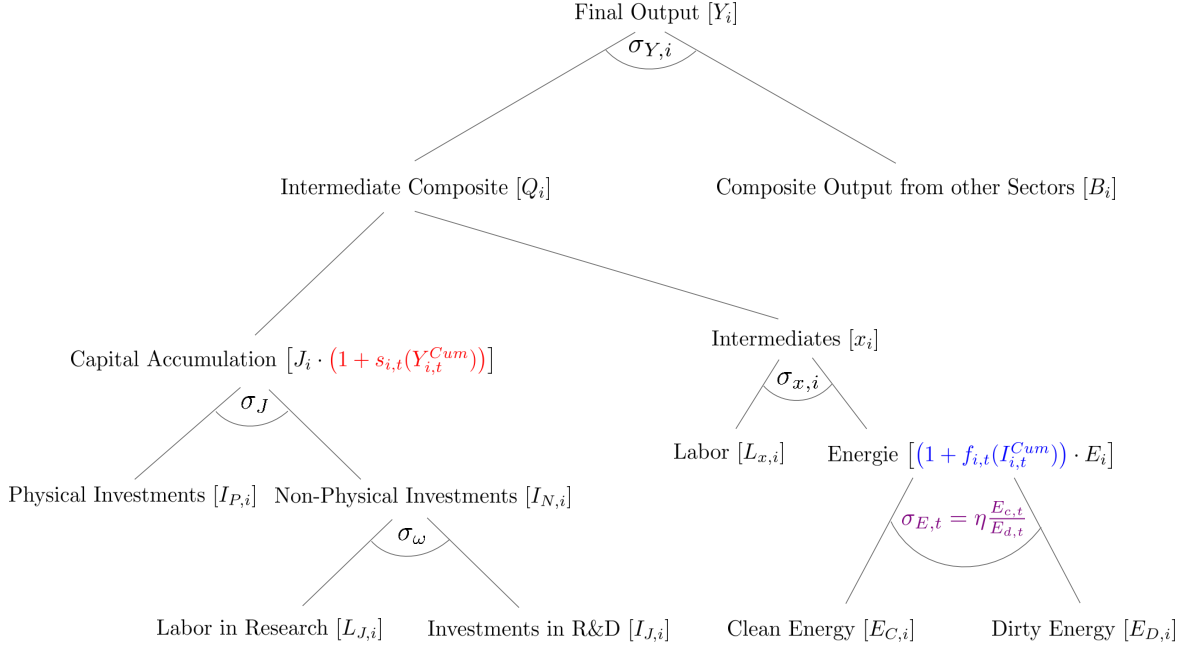 Final Output [Y_i]
σ_{Y,i}
Intermediate Composite [Q_i]
Composite Output from other Sectors [B_i]
Intermediates [x_i]
Capital Accumulation [J_i · (1 + s_{i,t}(Y_{i,t}^{Cum}))]
σ_{x,i}
σ_J
Labor [L_{x,i}]
Energie [(1 + f_{i,t}(I_{i,t}^{Cum})) · E_i]
Physical Investments [I_{P,i}]
Non-Physical Investments [I_{N,i}]
σ_{E,t} = η \frac{E_{c,t}}{E_{d,t}}
σ_ω
Labor in Research [L_{J,i}]
Investments in R&D [I_{J,i}]
Clean Energy [E_{C,i}]
Dirty Energy [E_{D,i}]